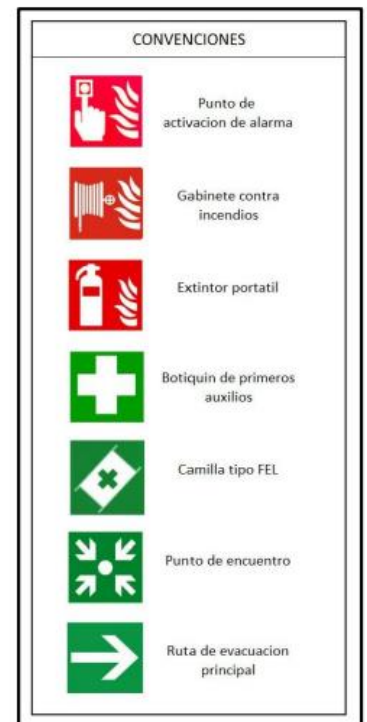 CONVENCIONES
Punto de
activacion de alarma
Gabinete contra
incendios
Extintor portatil
Botiquin de primeros
auxilios
Camilla tipo FEL
Punto de encuentro
Ruta de evacuacion
principal